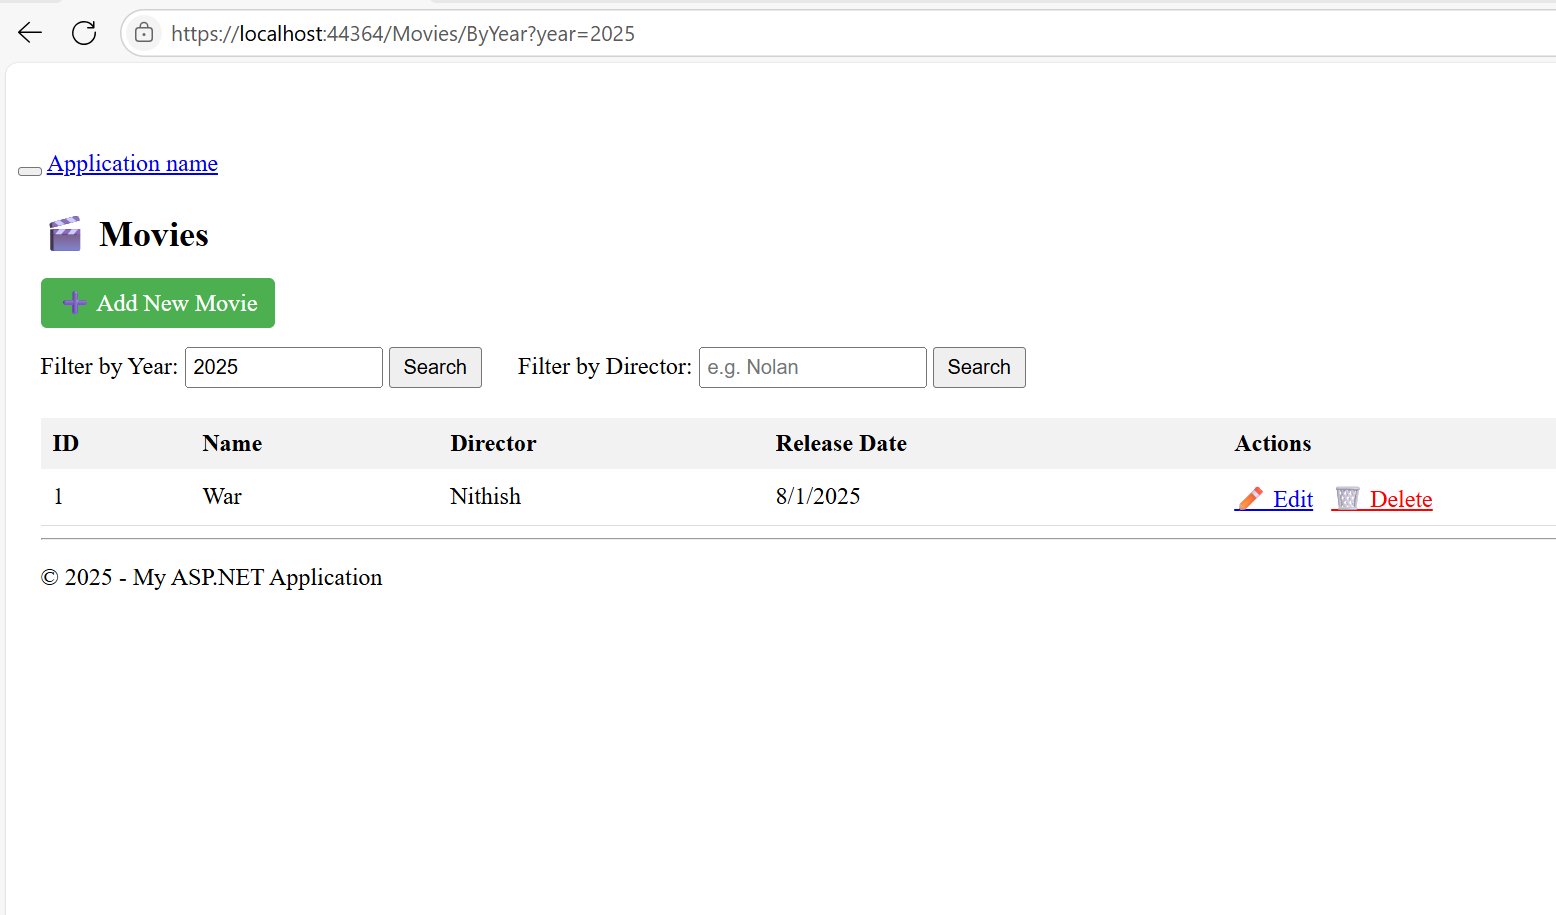 https://localhost:44364/Movies/ByYear?year=2025
Application name
Movies
Add New Movie
Filter by Year: 2025 Search Filter by Director: e.g. Nolan Search
ID Name Director Release Date Actions
1 War Nithish 8/1/2025 Edit Delete
© 2025 - My ASP.NET Application